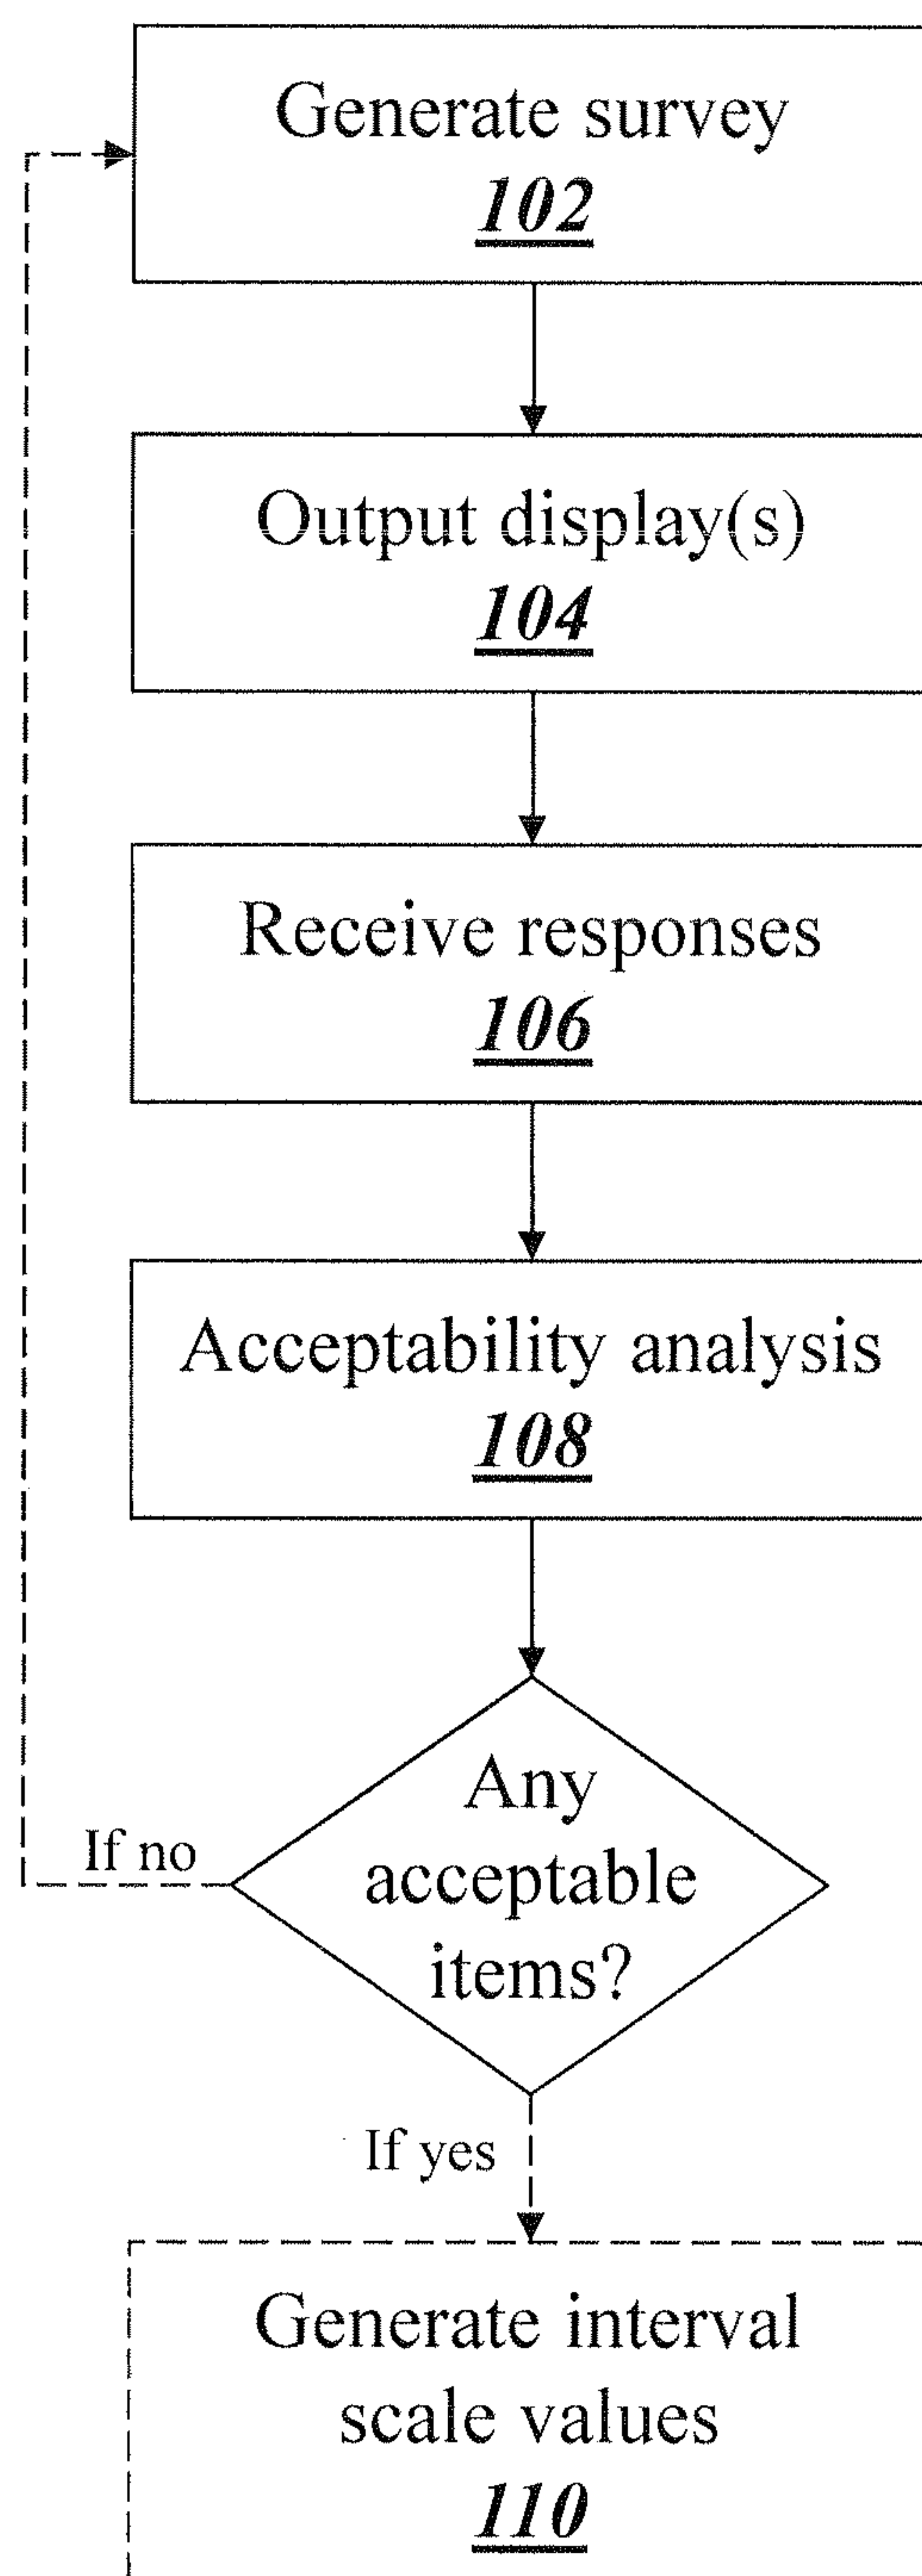 Generate survey
102
Output display(s)
104
Receive responses
106
Acceptability analysis
108
Any
acceptable
items?
If no
If yes
Generate interval
scale values
110